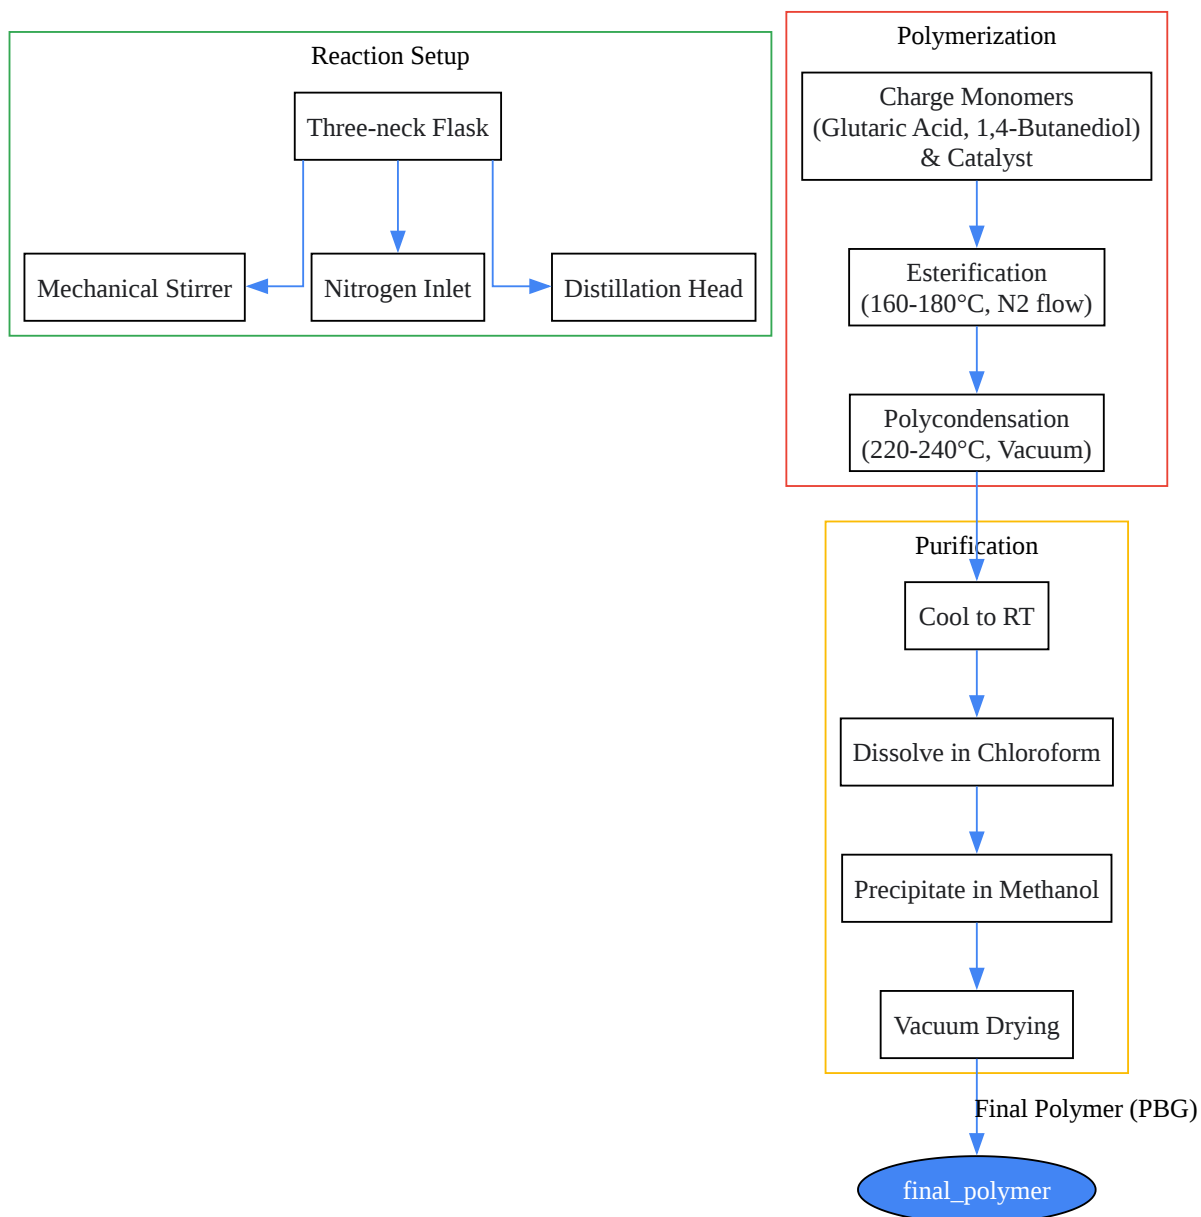 Reaction Setup
Three-neck Flask
Mechanical Stirrer
Nitrogen Inlet
Distillation Head
Polymerization
Charge Monomers
(Glutaric Acid, 1,4-Butanediol)
& Catalyst
Esterification
(160-180°C, N2 flow)
Polycondensation
(220-240°C, Vacuum)
Purification
Cool to RT
Dissolve in Chloroform
Precipitate in Methanol
Vacuum Drying
Final Polymer (PBG)
final_polymer